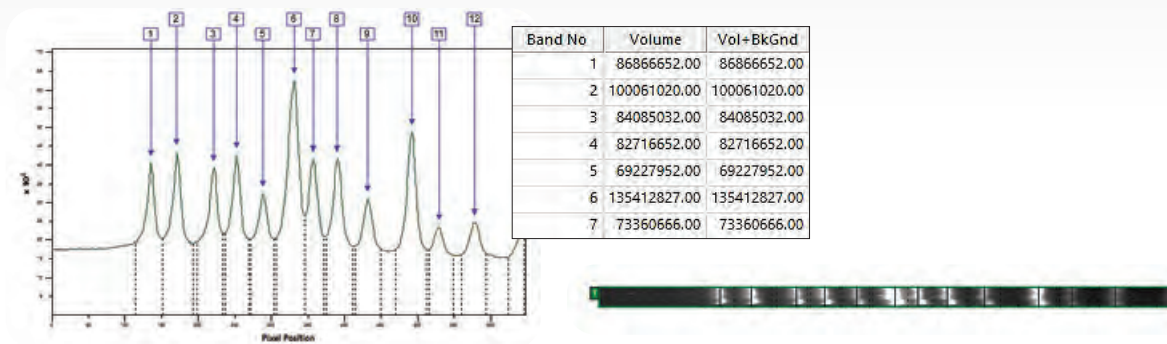 1 2 3 4 5 6 7 8 9 10 11 12
Pixel Position
Band No Volume Vol+BkGnd
1 86866652.00 86866652.00
2 100061020.00 100061020.00
3 84085032.00 84085032.00
4 82716652.00 82716652.00
5 69227952.00 69227952.00
6 135412827.00 135412827.00
7 73360666.00 73360666.00